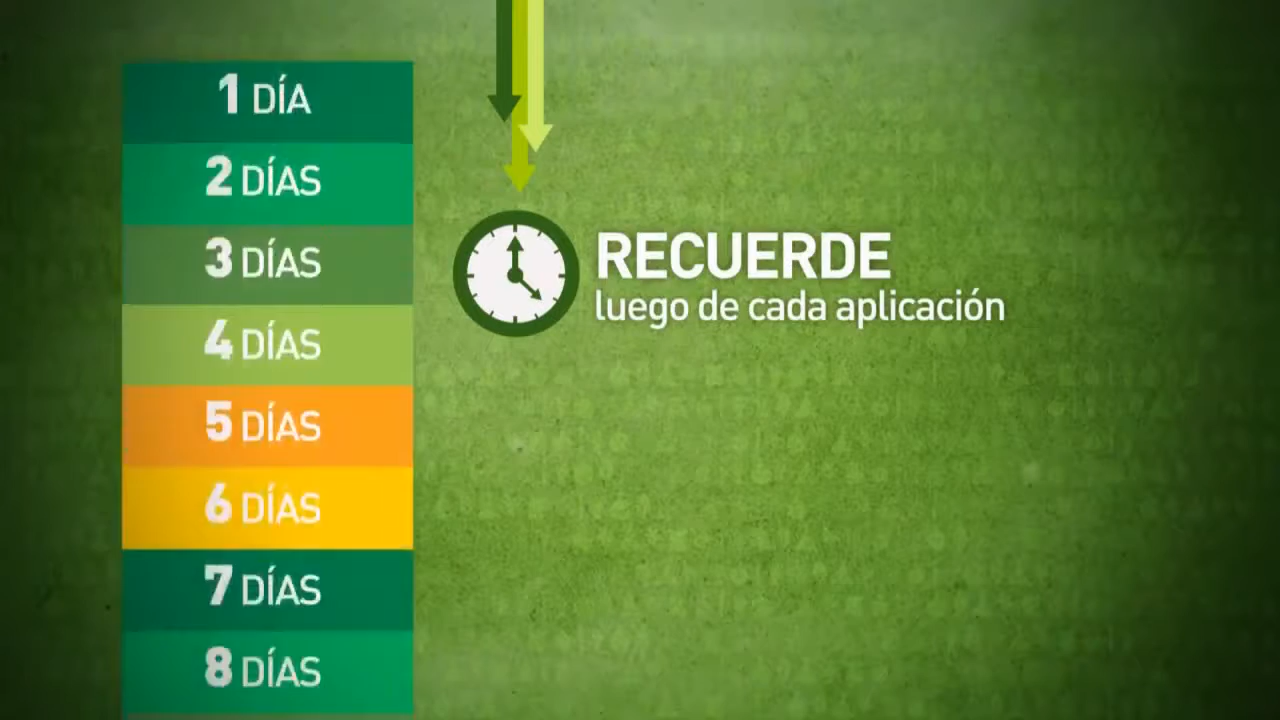 1 DÍA
2 DÍAS
3 DÍAS
4 DÍAS
5 DÍAS
6 DÍAS
7 DÍAS
8 DÍAS
RECUERDE
luego de cada aplicación